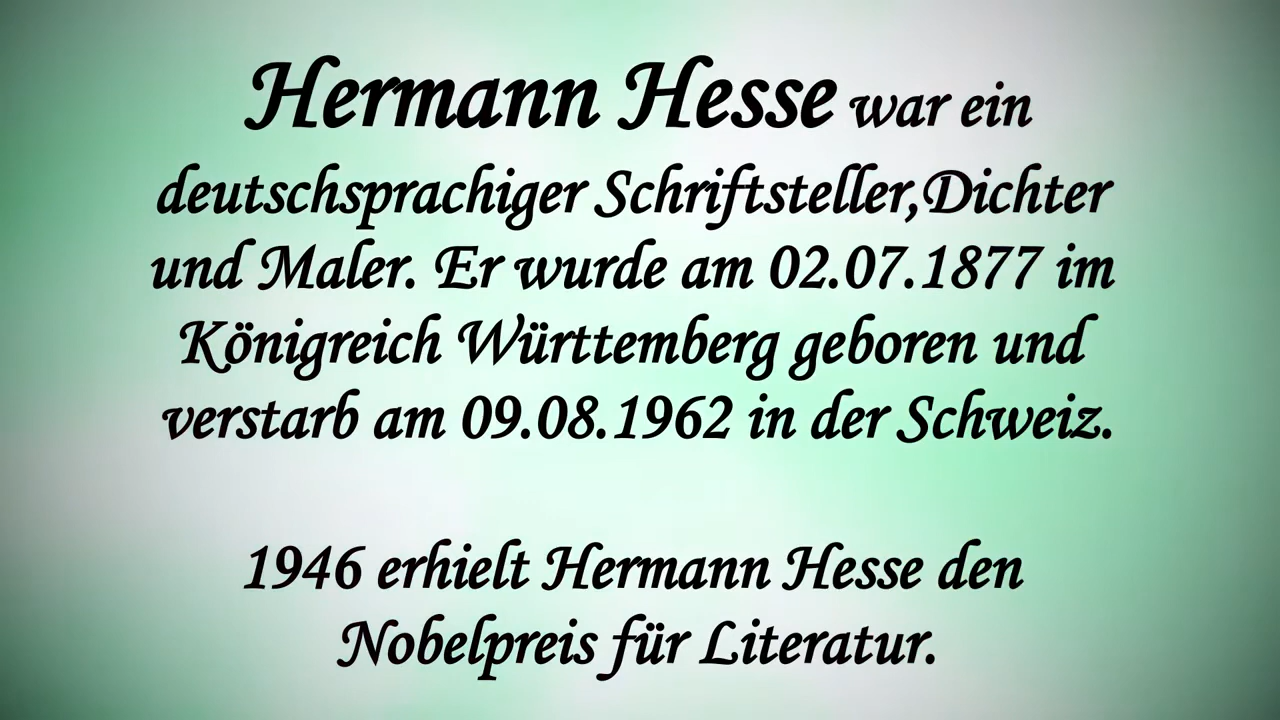 Hermann Hesse war ein
deutschsprachiger Schriftsteller,Dichter
und Maler. Er wurde am 02.07.1877 im
Königreich Württemberg geboren und
verstarb am 09.08.1962 in der Schweiz.
1946 erhielt Hermann Hesse den
Nobelpreis für Literatur.